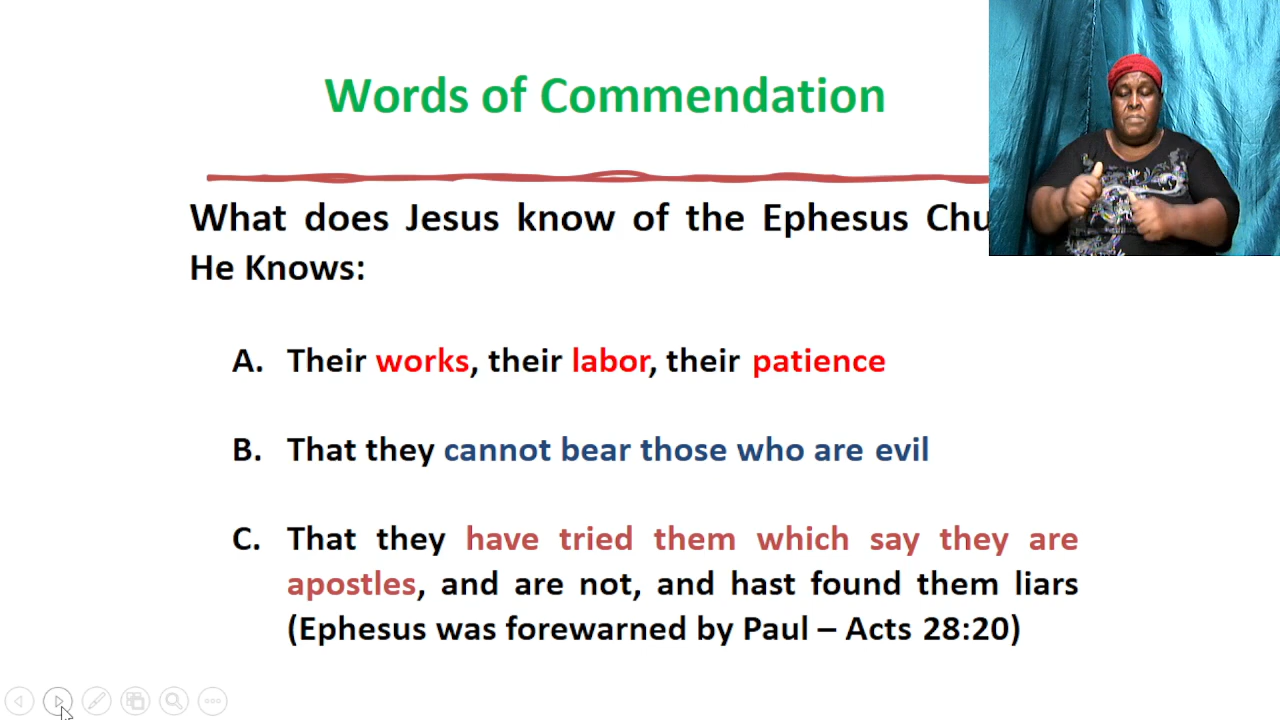 Words of Commendation
What does Jesus know of the Ephesus Chu
He Knows:
A. Their works, their labor, their patience
B. That they cannot bear those who are evil
C. That they have tried them which say they are
apostles, and are not, and hast found them liars
(Ephesus was forewarned by Paul – Acts 28:20)